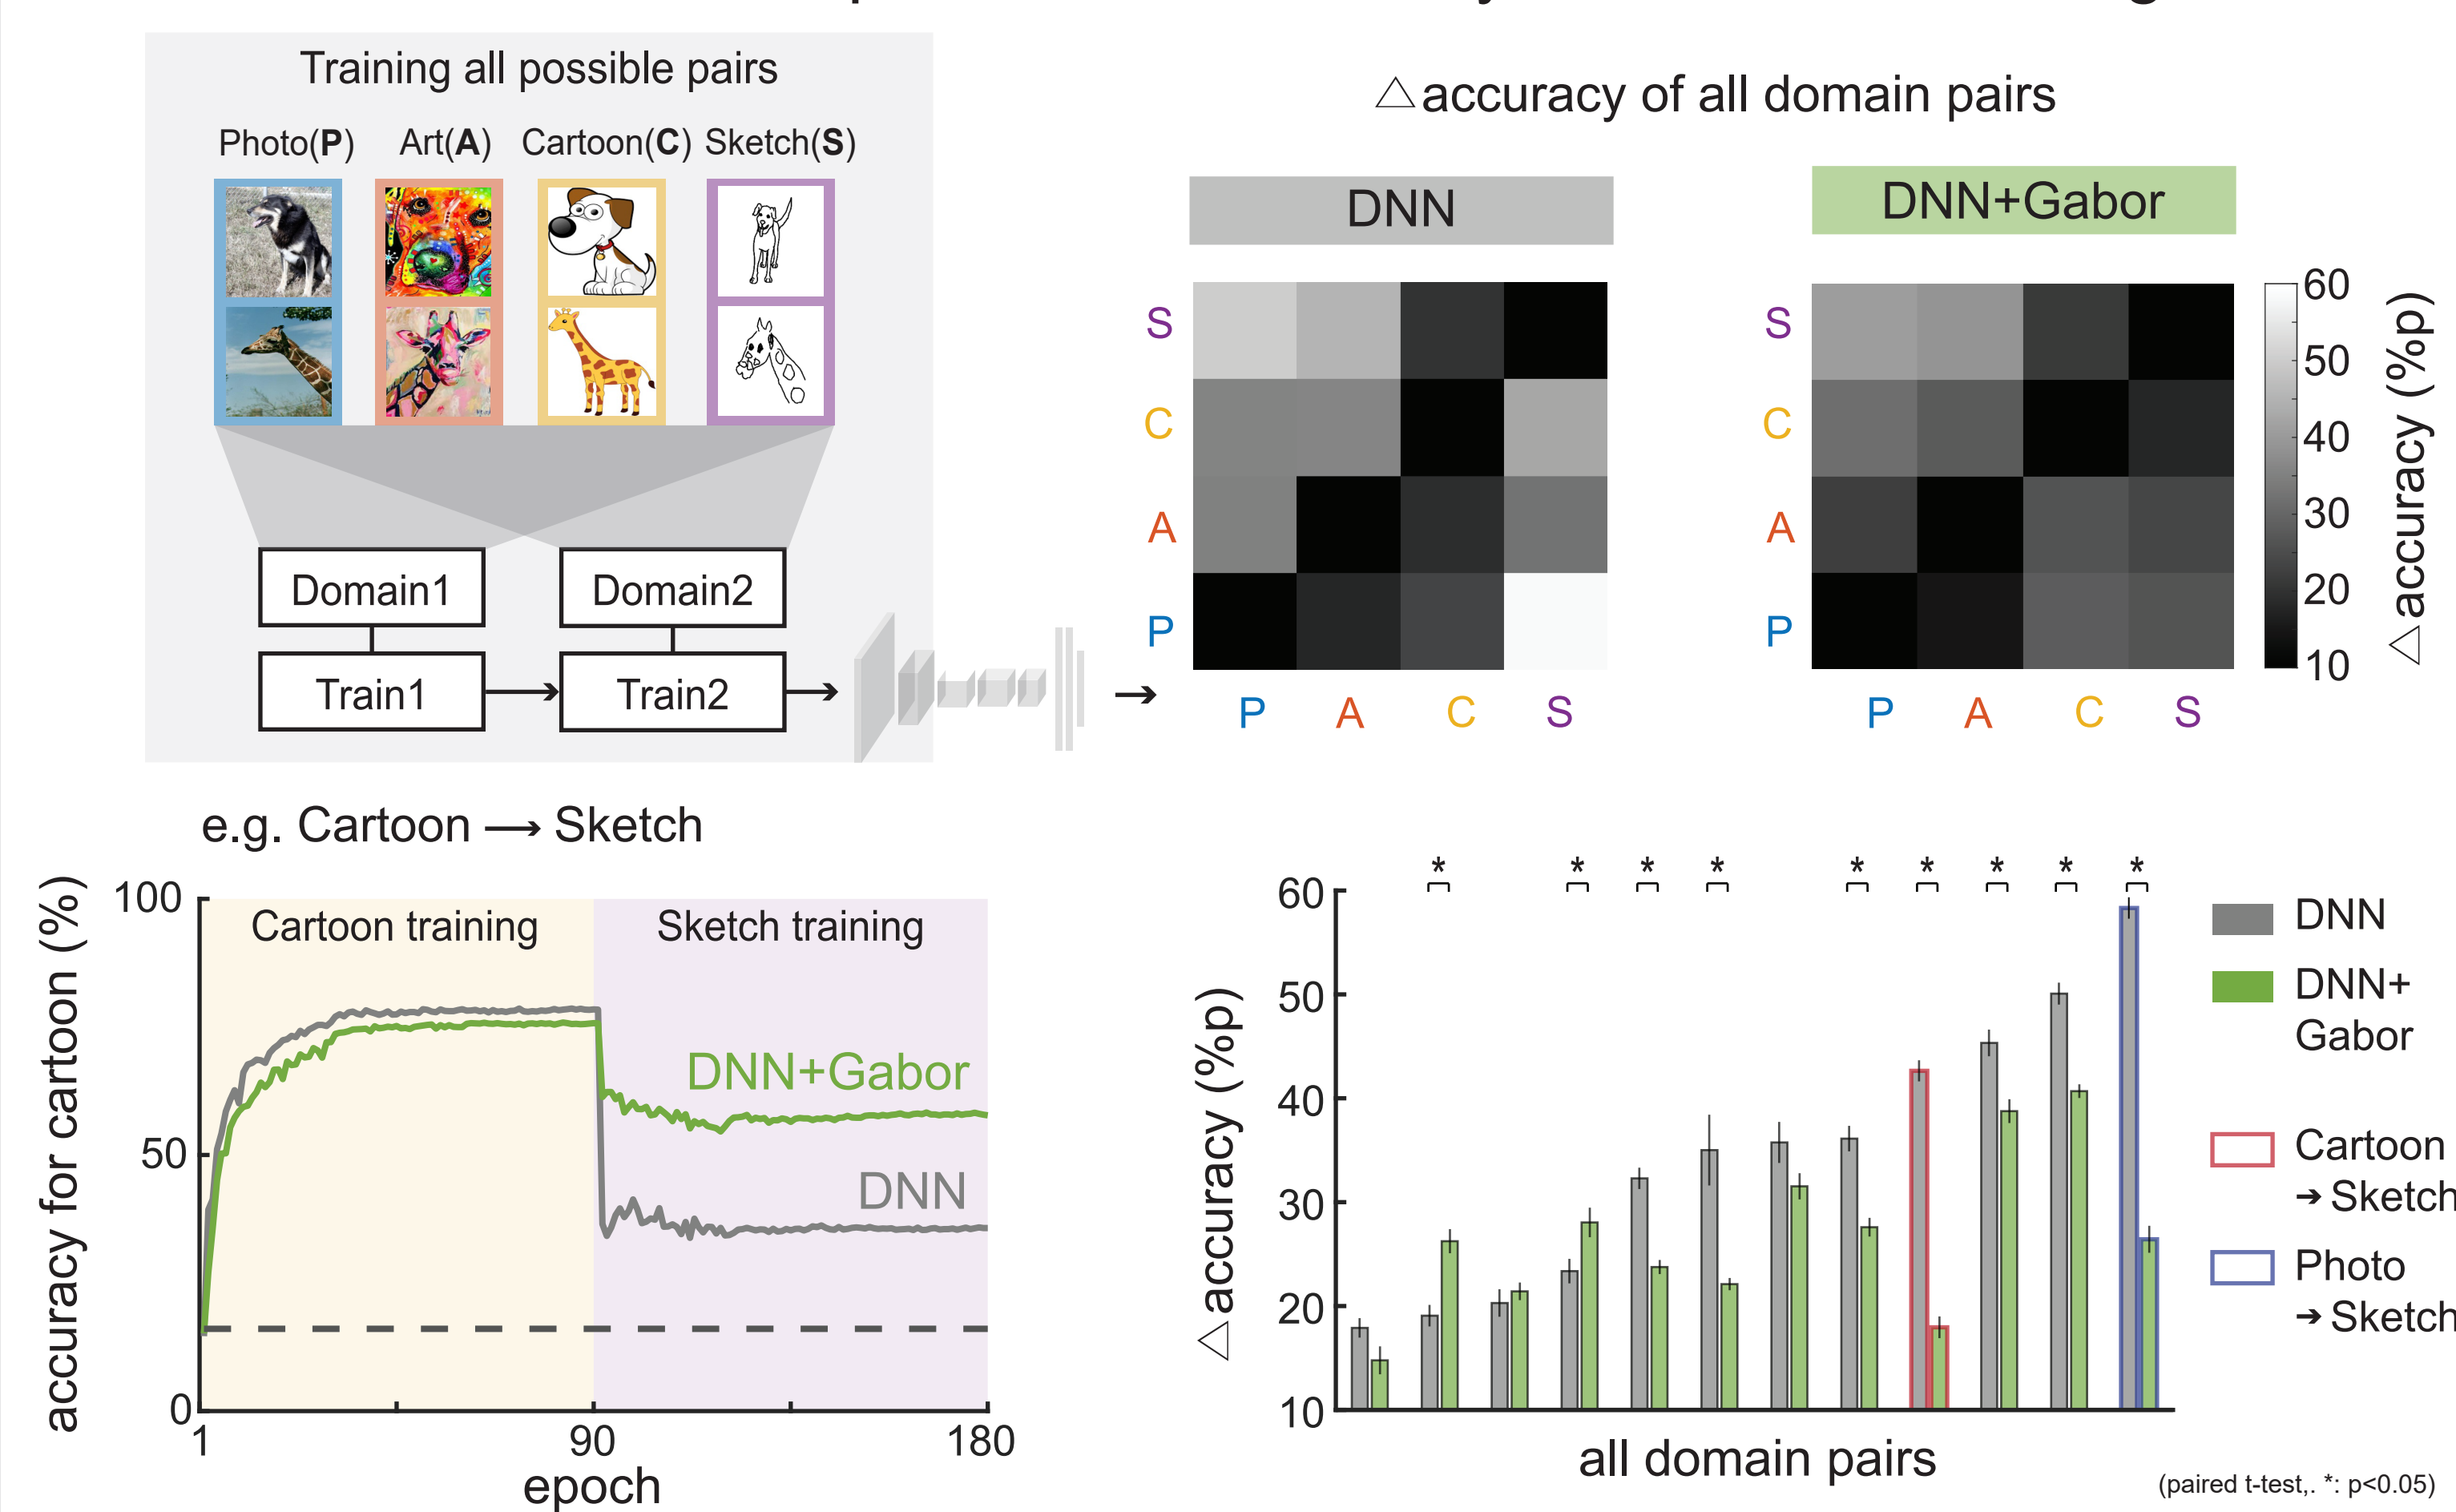 Training all possible pairs
Photo(P) Art(A) Cartoon(C) Sketch(S)
Domain1 Domain2
Train1 Train2
△accuracy of all domain pairs
DNN
S
C
A
P
P A C S
DNN+Gabor
S
C
A
P
P A C S
60
50
40
30
20
10
△accuracy (%p)
e.g. Cartoon → Sketch
accuracy for cartoon (%)
100
50
0
Cartoon training Sketch training
DNN+Gabor
DNN
1 90 180
epoch
△accuracy (%p)
60
50
40
30
20
10
* * * * * * * * *
all domain pairs
DNN
DNN+
Gabor
Cartoon
→ Sketch
Photo
→ Sketch
(paired t-test,. *: p<0.05)